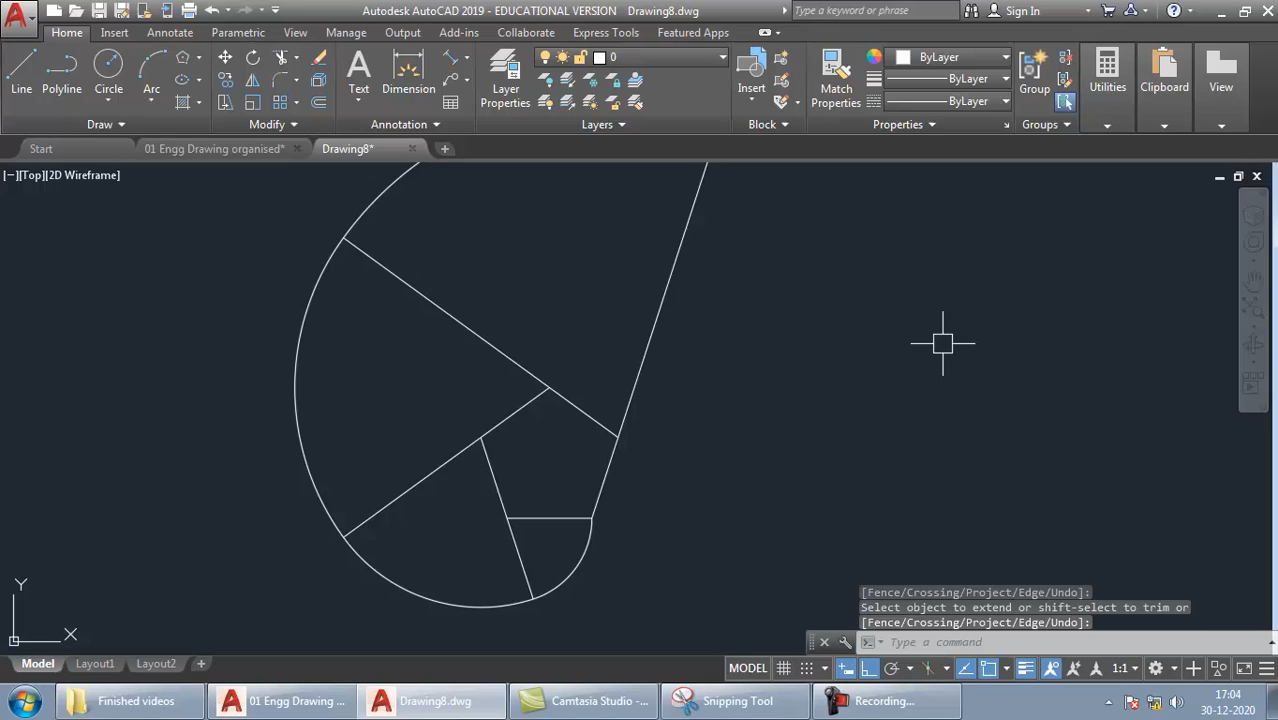 A Autodesk AutoCAD 2019 - EDUCATIONAL VERSION Drawing8.dwg Type a keyword or phrase Sign In ?
Home Insert Annotate Parametric View Manage Output Add-ins Collaborate Express Tools Featured Apps
Line Polyline Circle Arc Text Dimension Layer Properties 0 Insert Match Properties ByLayer ByLayer ByLayer Group Utilities Clipboard View
Draw Modify Annotation Layers Block Properties Groups
Start 01 Engg Drawing organised* Drawing8*
[−][Top][2D Wireframe]
Y
X
[Fence/Crossing/Project/Edge/Undo]:
Select object to extend or shift-select to trim or
[Fence/Crossing/Project/Edge/Undo]:
Type a command
Model Layout1 Layout2 MODEL 1:1
Finished videos 01 Engg Drawing ... Drawing8.dwg Camtasia Studio -... Snipping Tool Recording... 17:04
30-12-2020